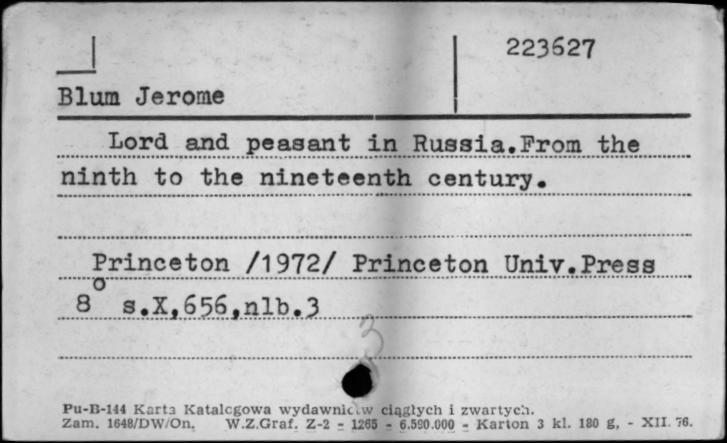 223627
Blum Jerome
Lord and peasant in Russia.From the
ninth to the nineteenth century.
Princeton /1972/ Princeton Univ.Press
8° s.X,656,nlb.3
3
Pu-B-144 Karta Katalogowa wydawnictw ciągłych i zwartych.
Zam. 1648/DW/On. W.Z.Graf. Z-2 - 1265 - 6.590.000 - Karton 3 kl. 180 g, - XII. 76.